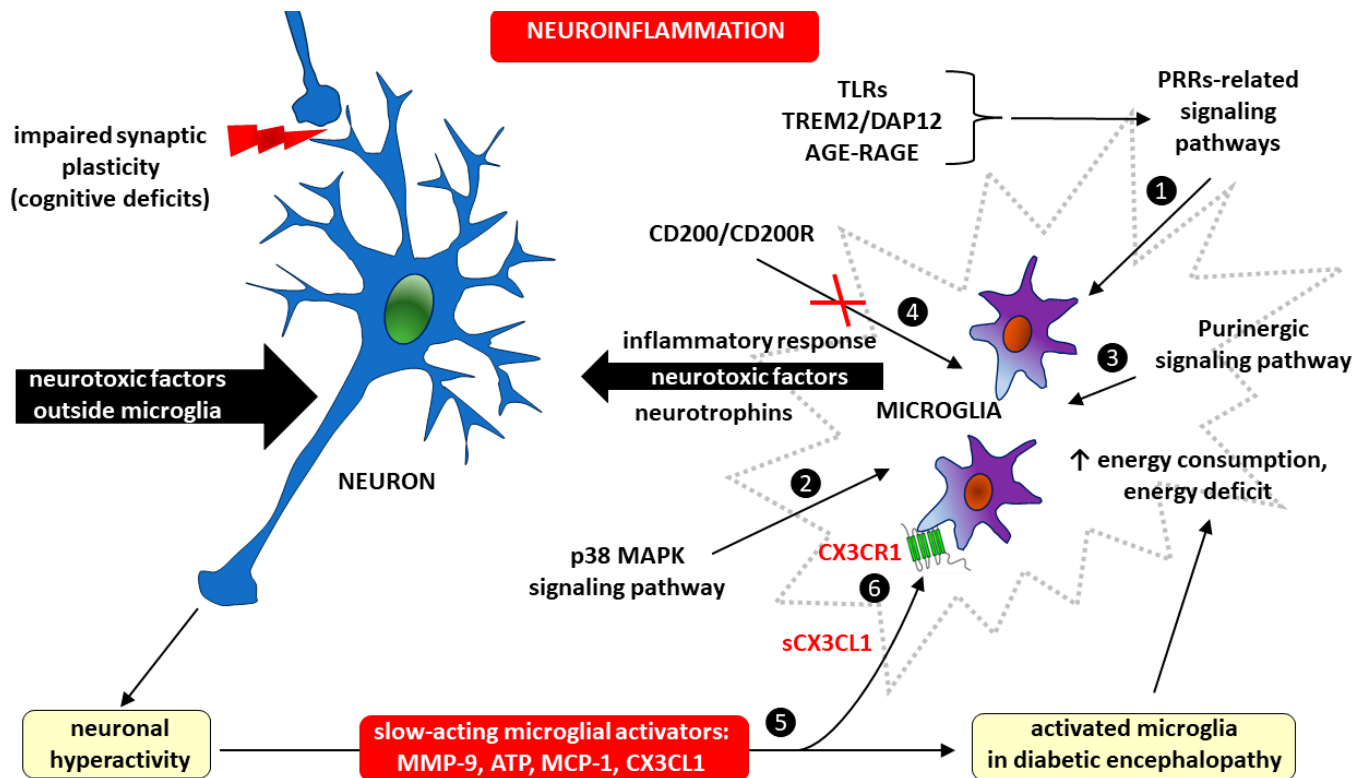 NEUROINFLAMMATION
TLRs
TREM2/DAP12
AGE-RAGE
PRRs-related
signaling
pathways
impaired synaptic
plasticity
(cognitive deficits)
1
CD200/CD200R
4
inflammatory response
neurotoxic factors
neurotrophins
3
Purinergic
signaling pathway
neurotoxic factors
outside microglia
MICROGLIA
NEURON
2
↑ energy consumption,
energy deficit
p38 MAPK
signaling pathway
CX3CR1
6
sCX3CL1
neuronal
hyperactivity
slow-acting microglial activators:
MMP-9, ATP, MCP-1, CX3CL1
5
activated microglia
in diabetic encephalopathy